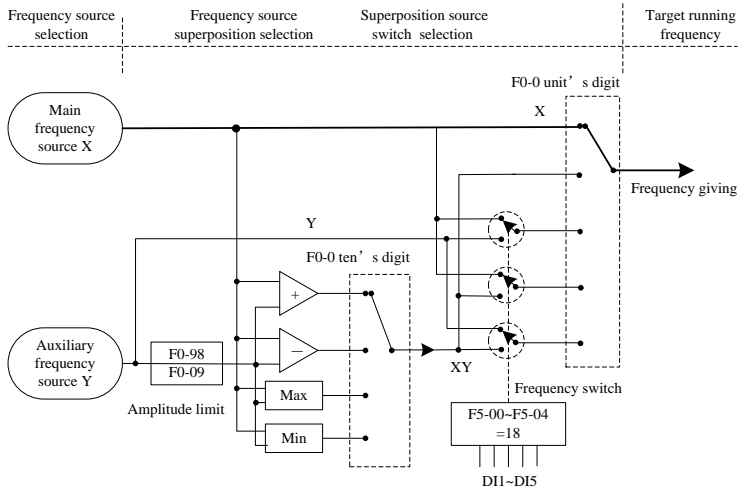 Frequency source
selection
Frequency source
superposition selection
Superposition source
switch selection
Target running
frequency
F0-0 unit’s digit
Main
frequency
source X
X
Frequency giving
Y
F0-0 ten’s digit
+
Auxiliary
frequency
source Y
F0-98
F0-09
−
XY
Amplitude limit
Max
Min
Frequency switch
F5-00~F5-04
=18
DI1~DI5